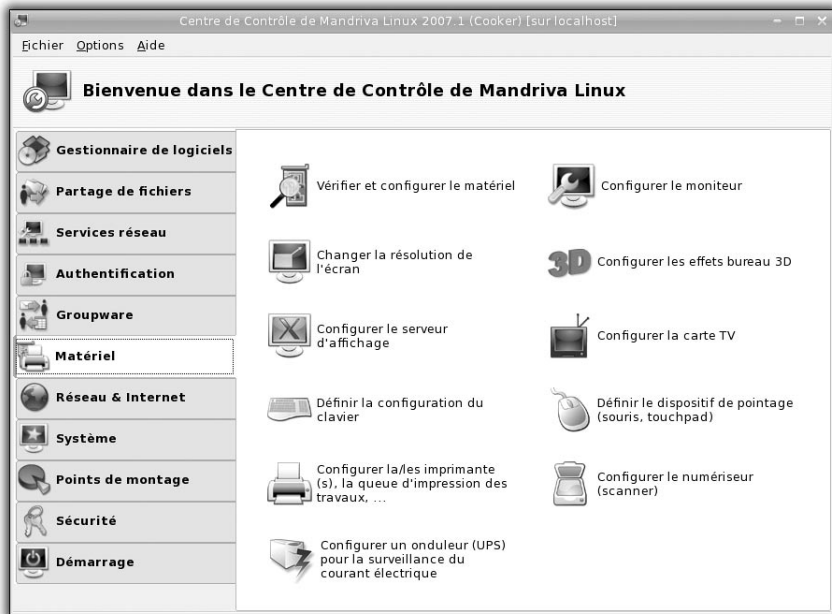 Centre de Contrôle de Mandriva Linux 2007.1 (Cooker) [sur localhost]
Fichier Options Aide
Bienvenue dans le Centre de Contrôle de Mandriva Linux
Gestionnaire de logiciels
Partage de fichiers
Services réseau
Authentification
Groupware
Matériel
Réseau & Internet
Système
Points de montage
Sécurité
Démarrage
Vérifier et configurer le matériel
Configurer le moniteur
Changer la résolution de
l'écran
3D
Configurer les effets bureau 3D
Configurer le serveur
d'affichage
Configurer la carte TV
Définir la configuration du
clavier
Définir le dispositif de pointage
(souris, touchpad)
Configurer la/les imprimante
(s), la queue d'impression des
travaux, ...
Configurer le numériseur
(scanner)
Configurer un onduleur (UPS)
pour la surveillance du
courant électrique